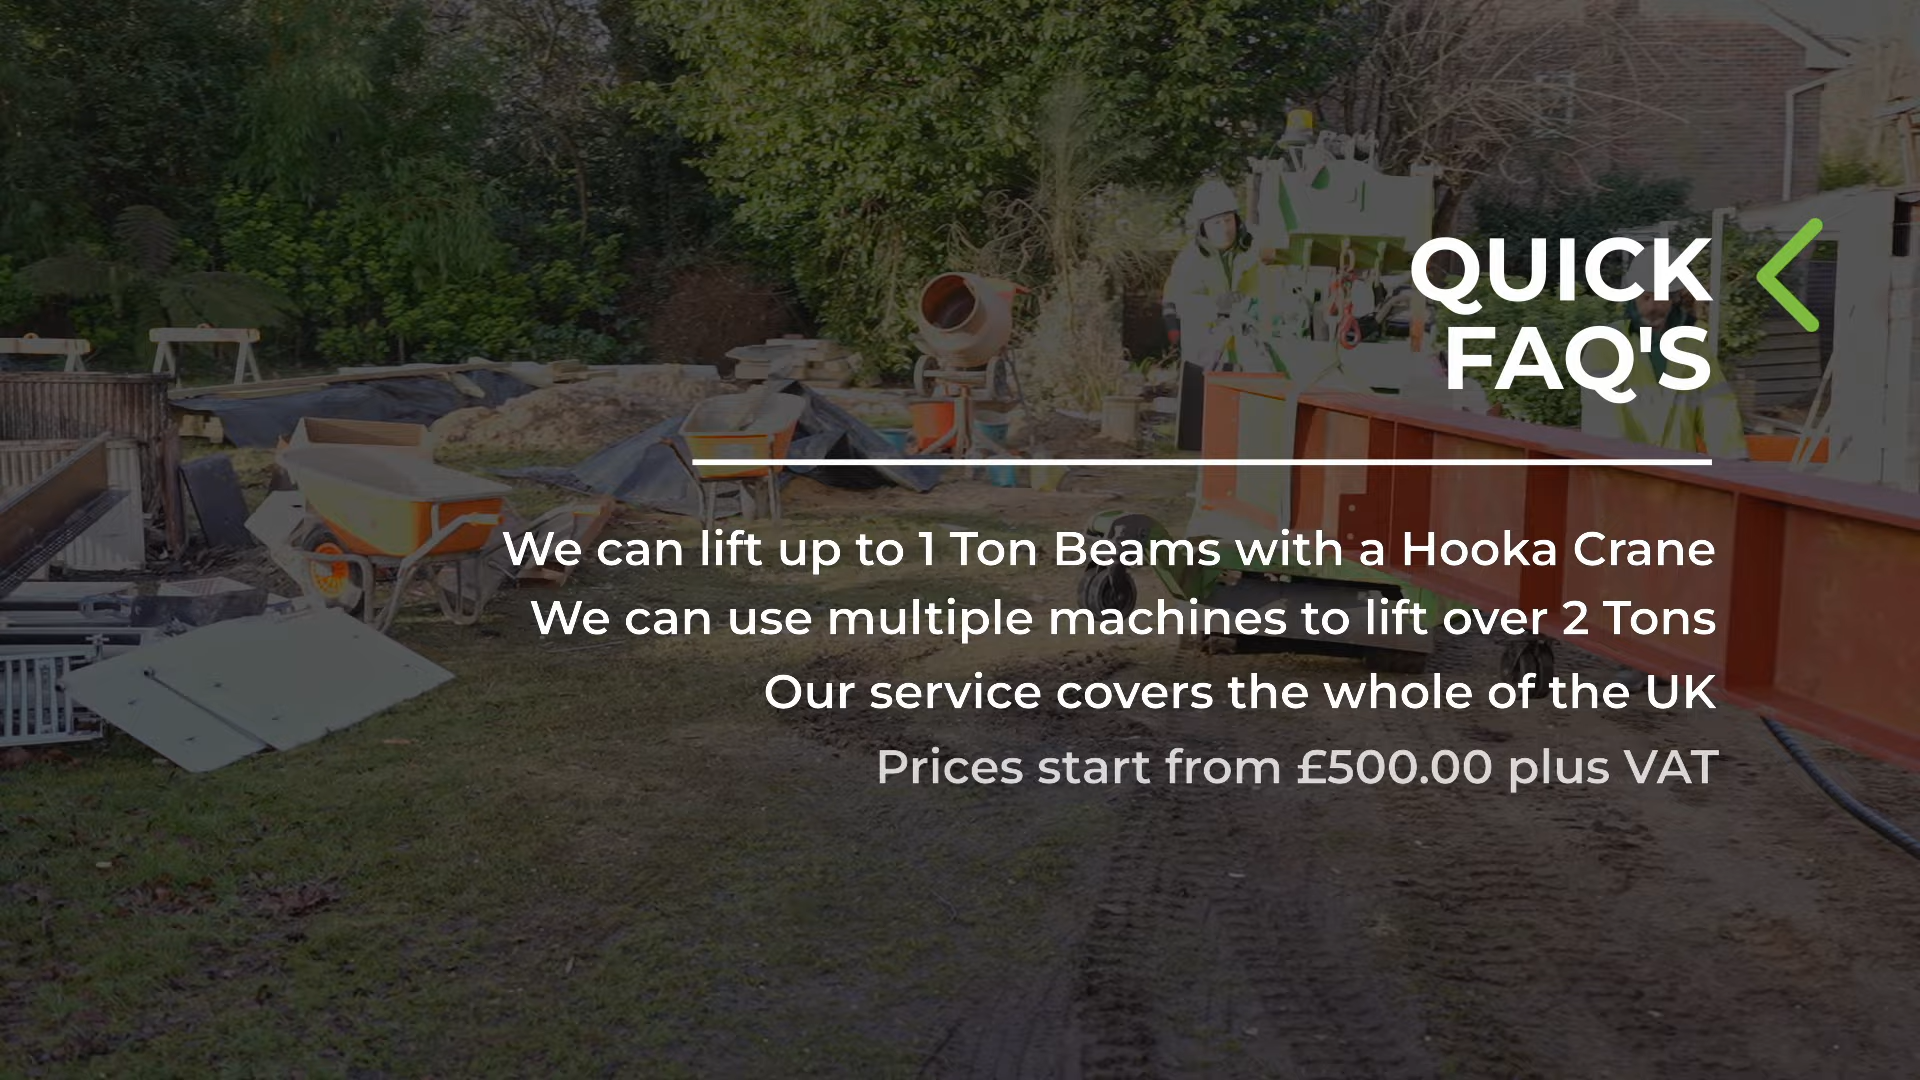 QUICK
FAQ'S
We can lift up to 1 Ton Beams with a Hooka Crane
We can use multiple machines to lift over 2 Tons
Our service covers the whole of the UK
Prices start from £500.00 plus VAT